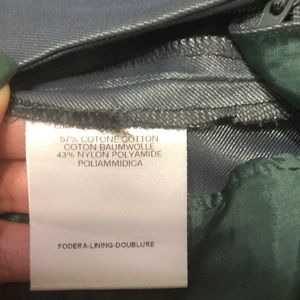 57% COTONE COTTON
COTON BAUMWOLLE
43% NYLON POLYAMIDE
POLIAMMIDICA
FODERA-LINING-DOUBLURE